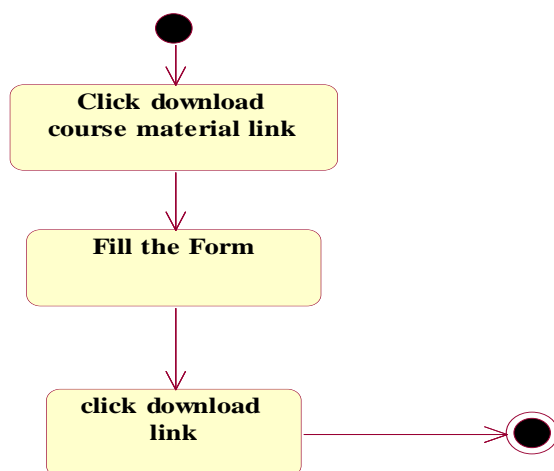 Click download
course material link
Fill the Form
click download
link